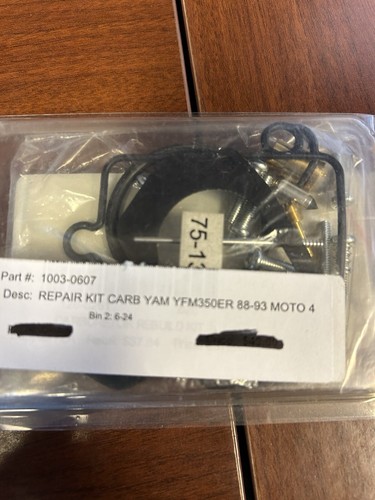 75-13
Part #: 1003-0607
Desc: REPAIR KIT CARB YAM YFM350ER 88-93 MOTO 4
Bin 2: 6-24